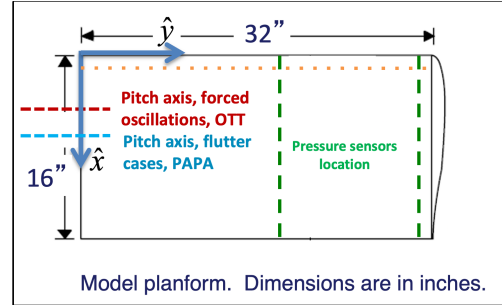 ŷ
32”
Pitch axis, forced
oscillations, OTT
Pitch axis, flutter
cases, PAPA
x̂
16”
Pressure sensors
location
Model planform.  Dimensions are in inches.